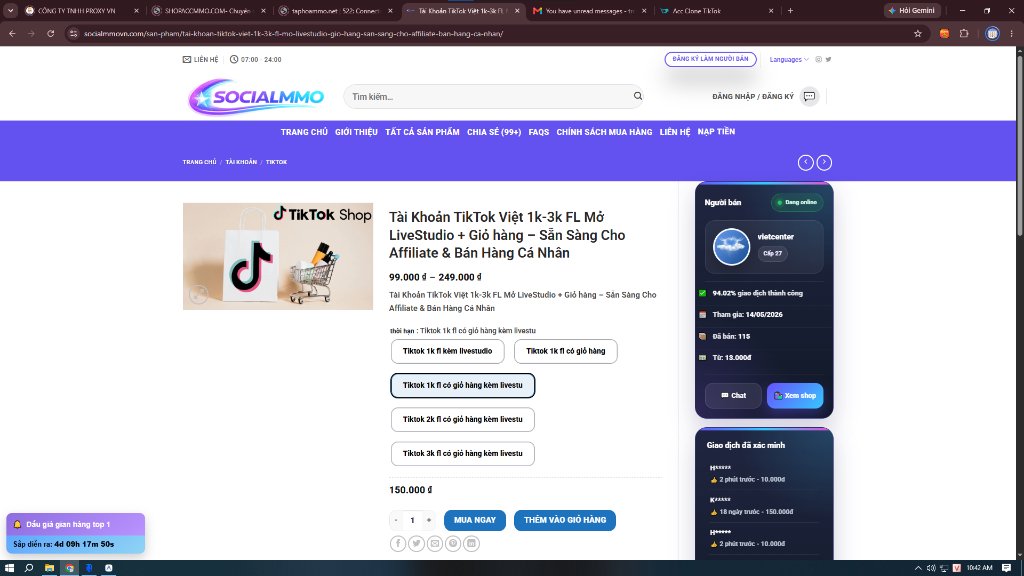 CÔNG TY TNHH PROXY VN
SHOPACCMMO.COM- Chuyên
taphoammo.net | 522: Connecti
Tài Khoản TikTok Việt 1k-3k FL M
You have unread messages - tru
Acc Clone TikTok
Hỏi Gemini
socialmmovn.com/san-pham/tai-khoan-tiktok-viet-1k-3k-fl-mo-livestudio-gio-hang-san-sang-cho-affiliate-ban-hang-ca-nhan/
LIÊN HỆ
07:00 - 24:00
ĐĂNG KÝ LÀM NGƯỜI BÁN
Languages
SOCIALMMO
Tìm kiếm...
ĐĂNG NHẬP / ĐĂNG KÝ
TRANG CHỦ GIỚI THIỆU TẤT CẢ SẢN PHẨM CHIA SẺ (99+) FAQS CHÍNH SÁCH MUA HÀNG LIÊN HỆ NẠP TIỀN
TRANG CHỦ / TÀI KHOẢN / TIKTOK
TikTok Shop
Tài Khoản TikTok Việt 1k-3k FL Mở
LiveStudio + Giỏ hàng – Sẵn Sàng Cho
Affiliate & Bán Hàng Cá Nhân
99.000 ₫ – 249.000 ₫
Tài Khoản TikTok Việt 1k-3k FL Mở LiveStudio + Giỏ hàng – Sẵn Sàng Cho
Affiliate & Bán Hàng Cá Nhân
thời hạn : Tiktok 1k fl có giỏ hàng kèm livestu
Tiktok 1k fl kèm livestudio
Tiktok 1k fl có giỏ hàng
Tiktok 1k fl có giỏ hàng kèm livestu
Tiktok 2k fl có giỏ hàng kèm livestu
Tiktok 3k fl có giỏ hàng kèm livestu
150.000 ₫
- 1 +
MUA NGAY
THÊM VÀO GIỎ HÀNG
Người bán
Đang online
vietcenter
Cấp 27
94.02% giao dịch thành công
Tham gia: 14/05/2026
Đã bán: 115
Từ: 13.000đ
Chat
Xem shop
Giao dịch đã xác minh
H*****
2 phút trước - 10.000đ
K*****
18 ngày trước - 150.000đ
H*****
2 phút trước - 10.000đ
Đấu giá gian hàng top 1
Sắp diễn ra: 4d 09h 17m 50s
10:42 AM